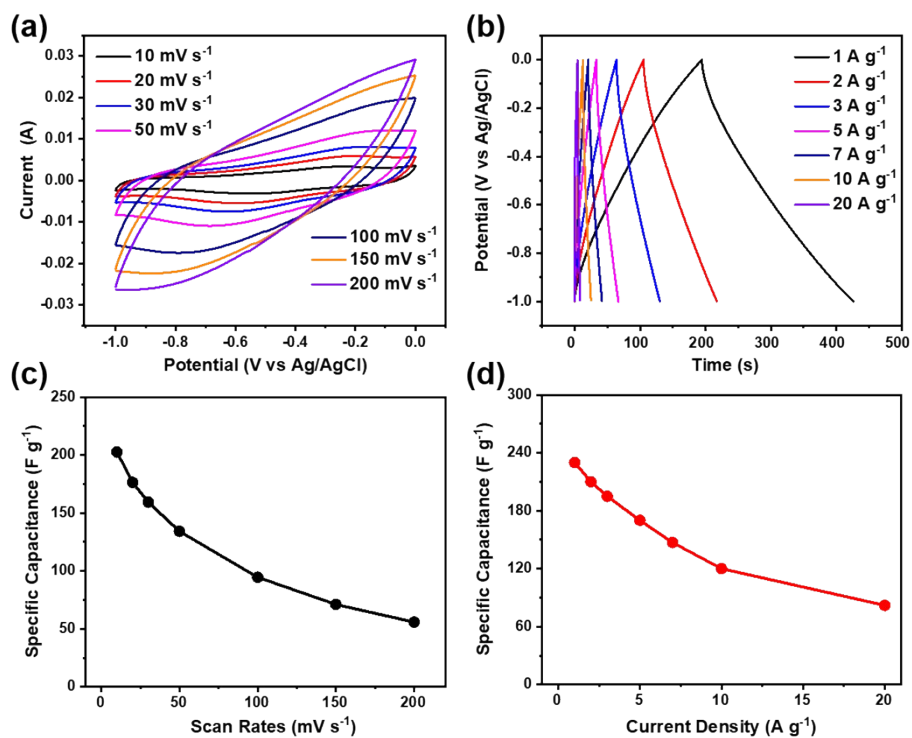 (a)
10 mV s⁻¹
20 mV s⁻¹
30 mV s⁻¹
50 mV s⁻¹
100 mV s⁻¹
150 mV s⁻¹
200 mV s⁻¹
0.03
0.02
0.01
0.00
-0.01
-0.02
-0.03
Current (A)
-1.0 -0.8 -0.6 -0.4 -0.2 0.0
Potential (V vs Ag/AgCl)
(b)
1 A g⁻¹
2 A g⁻¹
3 A g⁻¹
5 A g⁻¹
7 A g⁻¹
10 A g⁻¹
20 A g⁻¹
0.0
-0.2
-0.4
-0.6
-0.8
-1.0
Potential (V vs Ag/AgCl)
0 100 200 300 400 500
Time (s)
(c)
250
200
150
100
50
0
Specific Capacitance (F g⁻¹)
0 50 100 150 200
Scan Rates (mV s⁻¹)
(d)
300
240
180
120
60
0
Specific Capacitance (F g⁻¹)
0 5 10 15 20
Current Density (A g⁻¹)